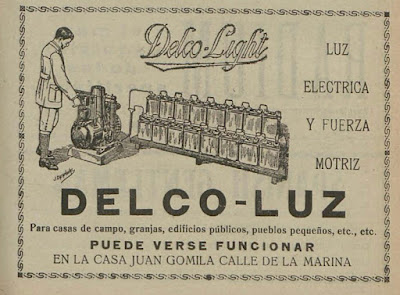 Delco-Light
LUZ
ELECTRICA
Y FUERZA
MOTRIZ
DELCO-LUZ
Para casas de campo, granjas, edificios públicos, pueblos pequeños, etc., etc.
PUEDE VERSE FUNCIONAR
EN LA CASA JUAN GOMILA CALLE DE LA MARINA